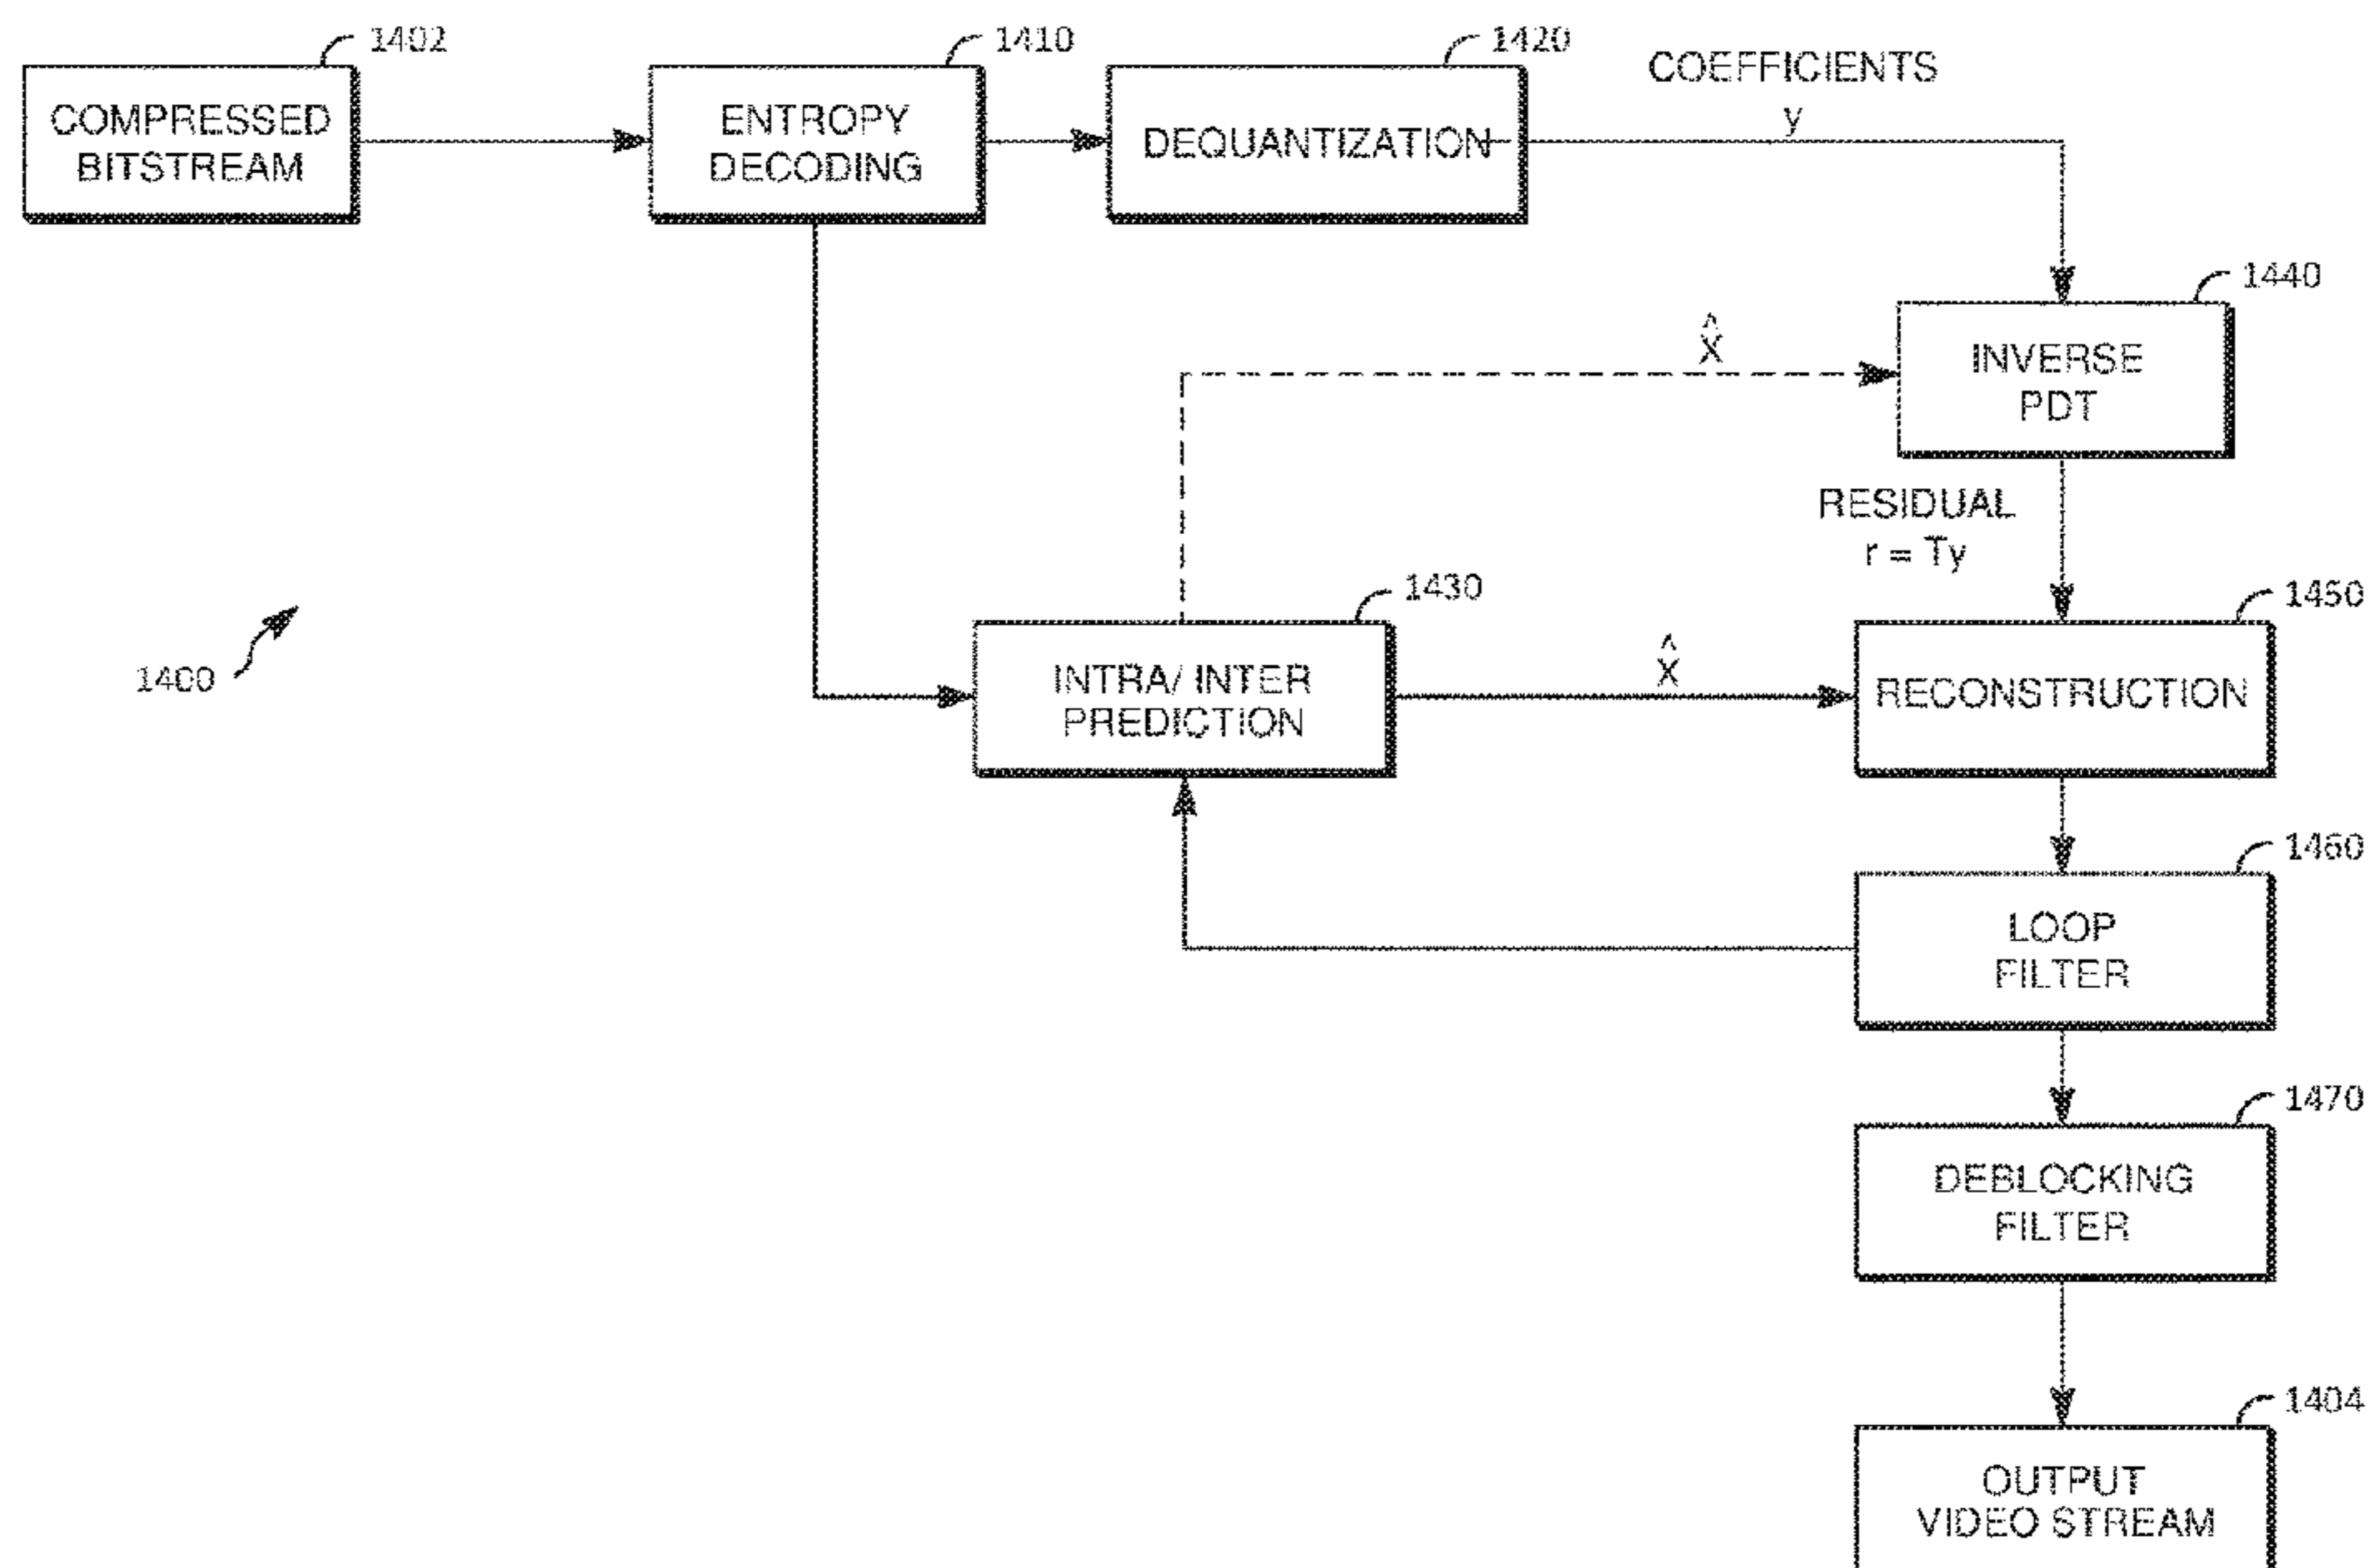 1402
COMPRESSED
BITSTREAM
1410
ENTROPY
DECODING
1420
DEQUANTIZATION
COEFFICIENTS
y
1440
INVERSE
PDT
x̂
RESIDUAL
r = Ty
1400
1430
INTRA/ INTER
PREDICTION
x̂
1450
RECONSTRUCTION
1460
LOOP
FILTER
1470
DEBLOCKING
FILTER
1404
OUTPUT
VIDEO STREAM